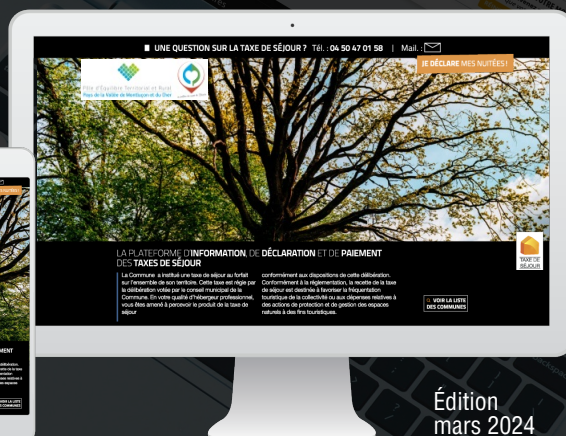 UNE QUESTION SUR LA TAXE DE SÉJOUR ? Tél. : 04 50 47 01 58 | Mail. :
JE DÉCLARE MES NUITÉES !
Pôle d'Équilibre Territorial et Rural
Pays de la Vallée de Montluçon et du Cher
LA PLATEFORME D'INFORMATION, DE DÉCLARATION ET DE PAIEMENT
DES TAXES DE SÉJOUR
La Commune a institué une taxe de séjour au forfait
sur l'ensemble de son territoire. Cette taxe est régie par
la délibération votée par le conseil municipal de la
Commune. En votre qualité d'hébergeur professionnel,
vous êtes amené à percevoir le produit de la taxe de
séjour
conformément aux dispositions de cette délibération.
Conformément à la réglementation, la recette de la taxe
de séjour est destinée à favoriser la fréquentation
touristique de la collectivité ou aux dépenses relatives à
des actions de protection et de gestion des espaces
naturels à des fins touristiques.
TAXE DE
SÉJOUR
VOIR LA LISTE
DES COMMUNES
Édition
mars 2024